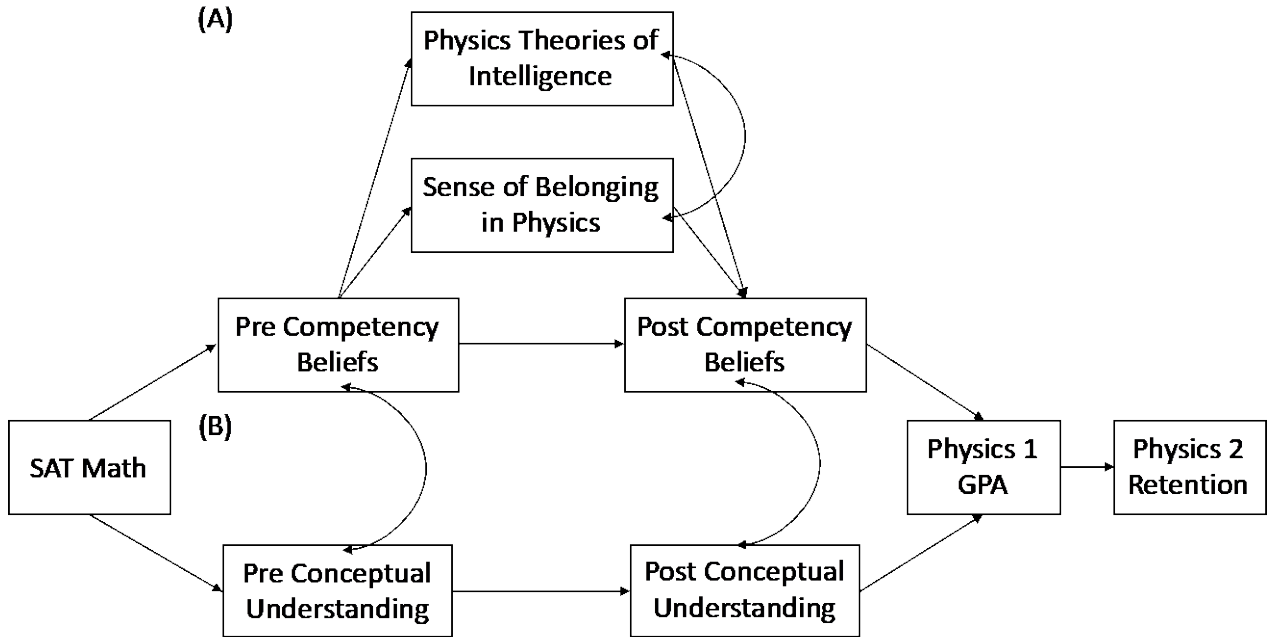 (A)
Physics Theories of
Intelligence
Sense of Belonging
in Physics
Pre Competency
Beliefs
Post Competency
Beliefs
(B)
SAT Math
Physics 1
GPA
Physics 2
Retention
Pre Conceptual
Understanding
Post Conceptual
Understanding